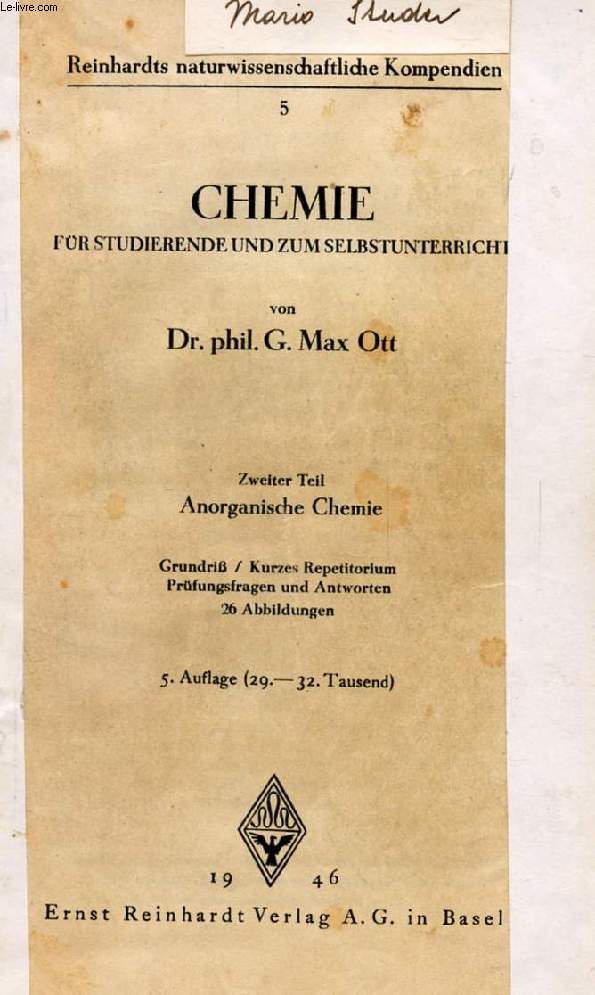 Le-livre.com
Mario Studer
Reinhardts naturwissenschaftliche Kompendien
5
CHEMIE
FÜR STUDIERENDE UND ZUM SELBSTUNTERRICHT
von
Dr. phil. G. Max Ott
Zweiter Teil
Anorganische Chemie
Grundriß / Kurzes Repetitorium
Prüfungsfragen und Antworten
26 Abbildungen
5. Auflage (29.—32. Tausend)
19 46
Ernst Reinhardt Verlag A. G. in Basel